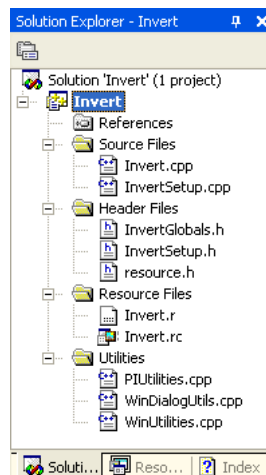 Solution Explorer - Invert
Solution 'Invert' (1 project)
Invert
References
Source Files
Invert.cpp
InvertSetup.cpp
Header Files
InvertGlobals.h
InvertSetup.h
resource.h
Resource Files
Invert.r
Invert.rc
Utilities
PIUtilities.cpp
WinDialogUtils.cpp
WinUtilities.cpp
Soluti... Reso... Index